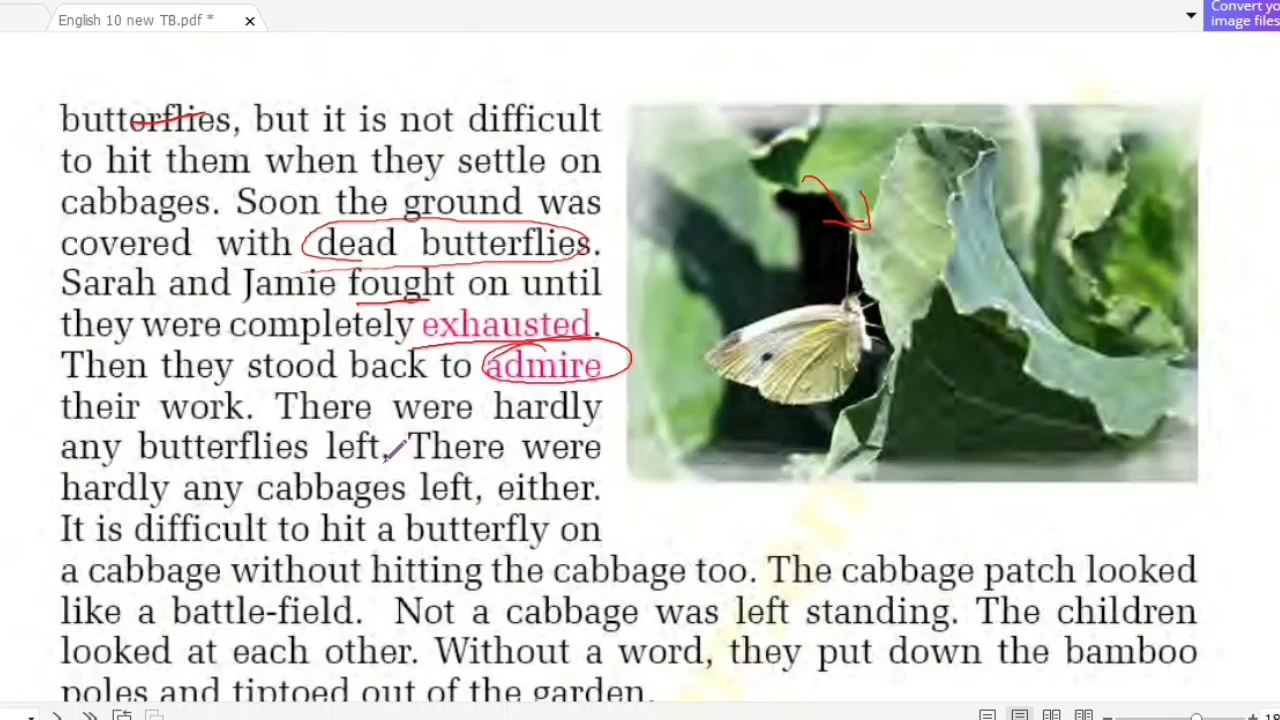 English 10 new TB.pdf *
Convert yo
image files
butterflies, but it is not difficult
to hit them when they settle on
cabbages. Soon the ground was
covered with dead butterflies.
Sarah and Jamie fought on until
they were completely exhausted.
Then they stood back to admire
their work. There were hardly
any butterflies left. There were
hardly any cabbages left, either.
It is difficult to hit a butterfly on
a cabbage without hitting the cabbage too. The cabbage patch looked
like a battle-field. Not a cabbage was left standing. The children
looked at each other. Without a word, they put down the bamboo
poles and tiptoed out of the garden.